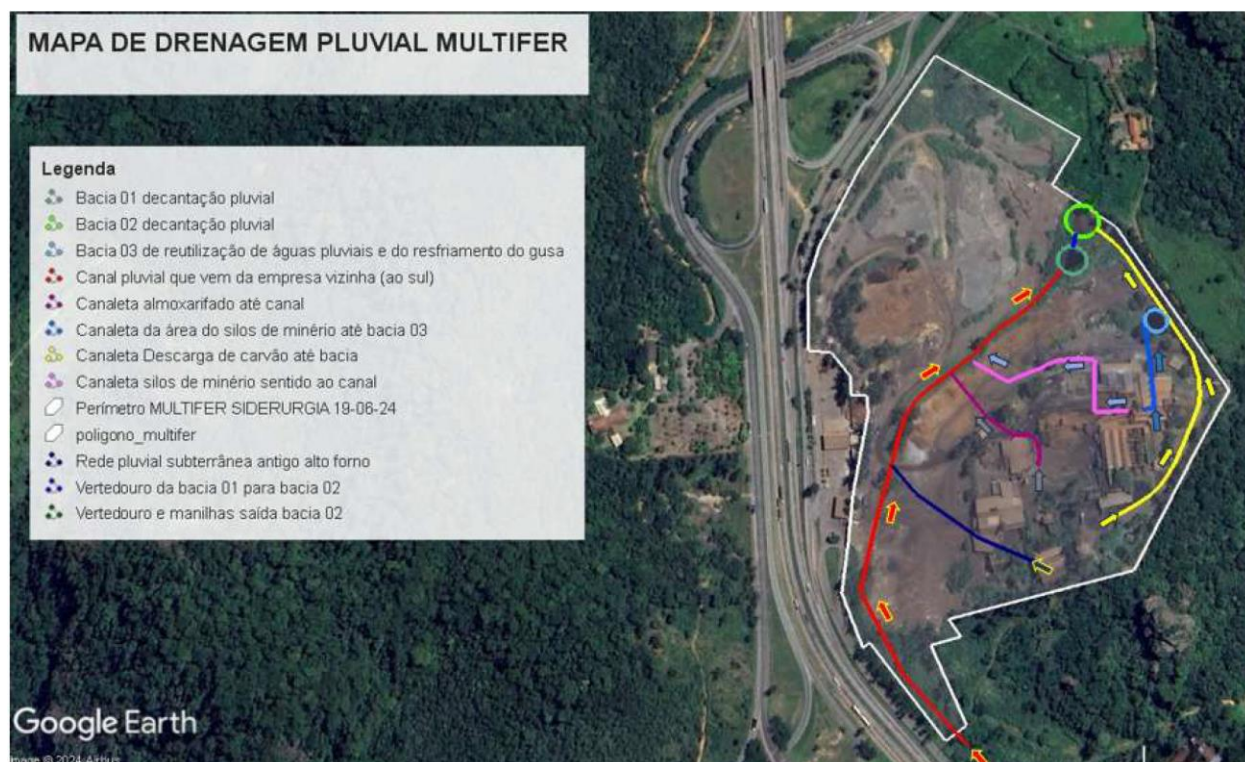 MAPA DE DRENAGEM PLUVIAL MULTIFER
Legenda
Bacia 01 decantação pluvial
Bacia 02 decantação pluvial
Bacia 03 de reutilização de águas pluviais e do resfriamento do gusa
Canal pluvial que vem da empresa vizinha (ao sul)
Canaleta almoxarifado até canal
Canaleta da área do silos de minério até bacia 03
Canaleta Descarga de carvão até bacia
Canaleta silos de minério sentido ao canal
Perímetro MULTIFER SIDERURGIA 19-06-24
poligono_multifer
Rede pluvial subterrânea antigo alto forno
Vertedouro da bacia 01 para bacia 02
Vertedouro e manilhas saída bacia 02
Google Earth
Image © 2024 Airbus